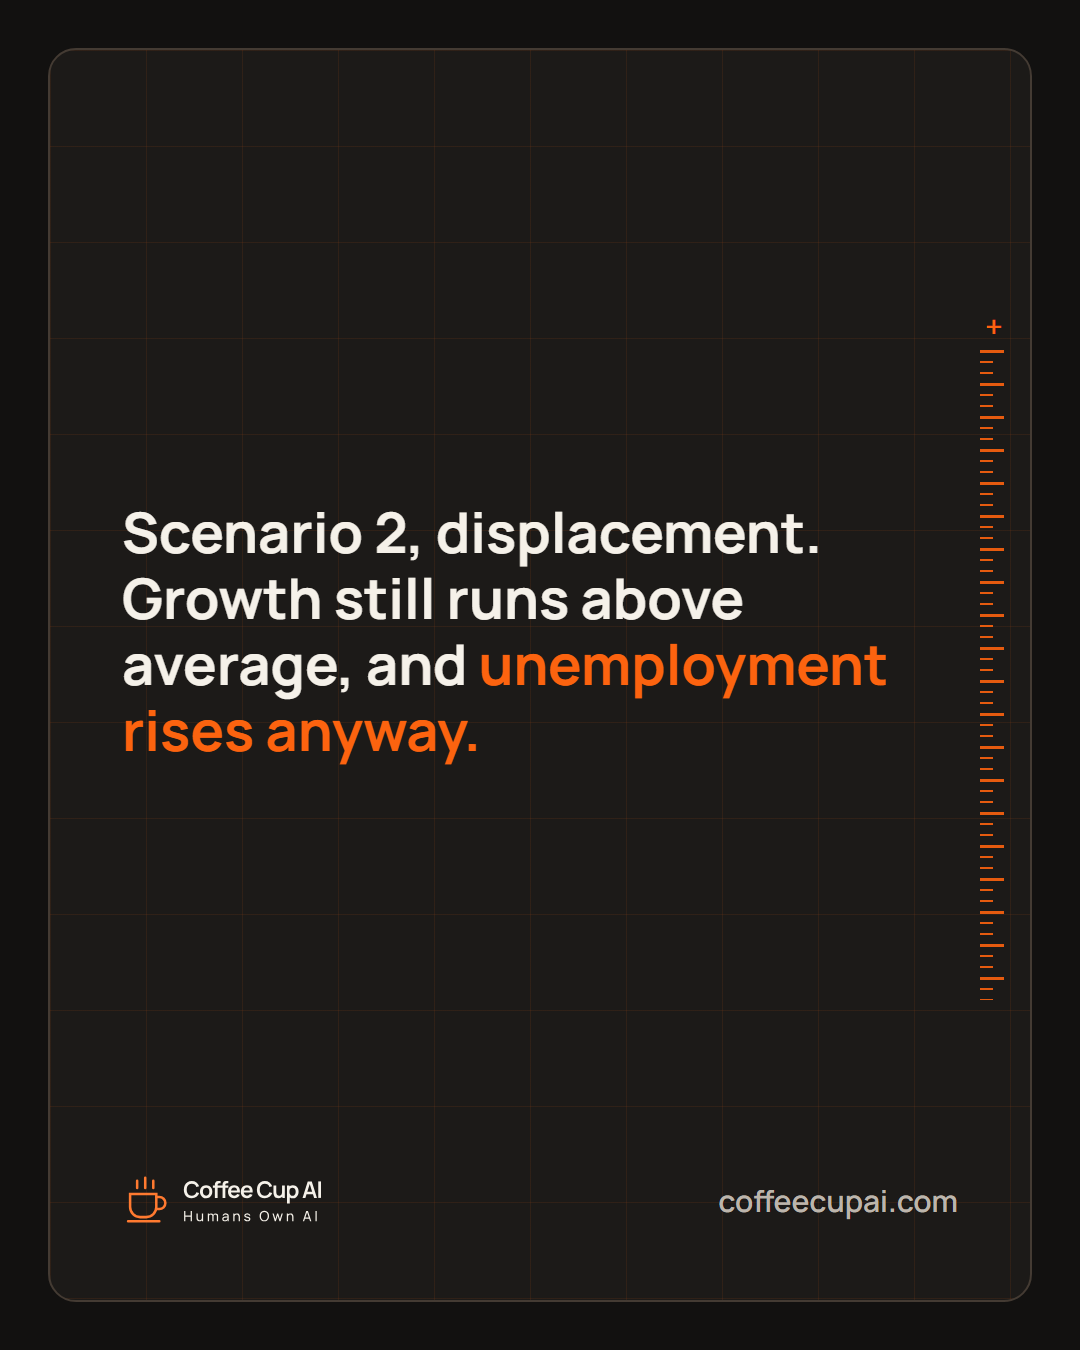 +
Scenario 2, displacement.
Growth still runs above
average, and unemployment
rises anyway.
Coffee Cup AI
Humans Own AI
coffeecupai.com